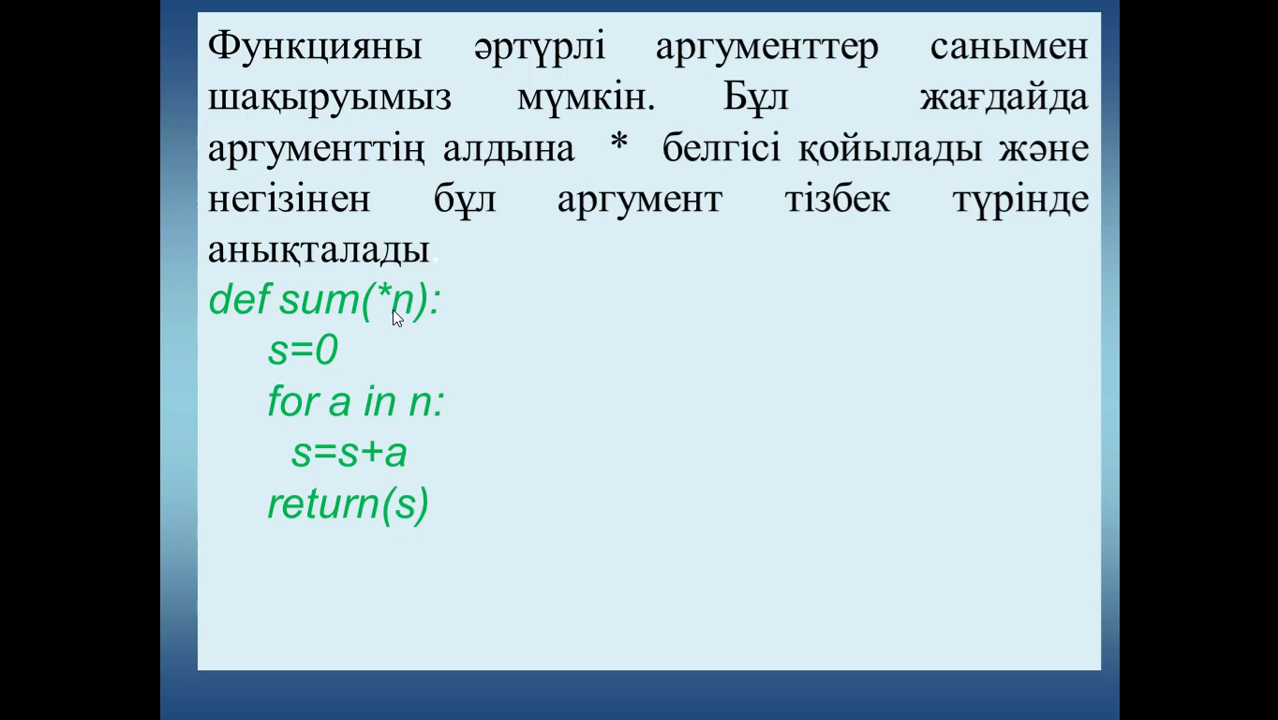 Функцияны әртүрлі аргументтер санымен
шақыруымыз мүмкін. Бұл жағдайда
аргументтің алдына * белгісі қойылады және
негізінен бұл аргумент тізбек түрінде
анықталады.
def sum(*n):
s=0
for a in n:
s=s+a
return(s)